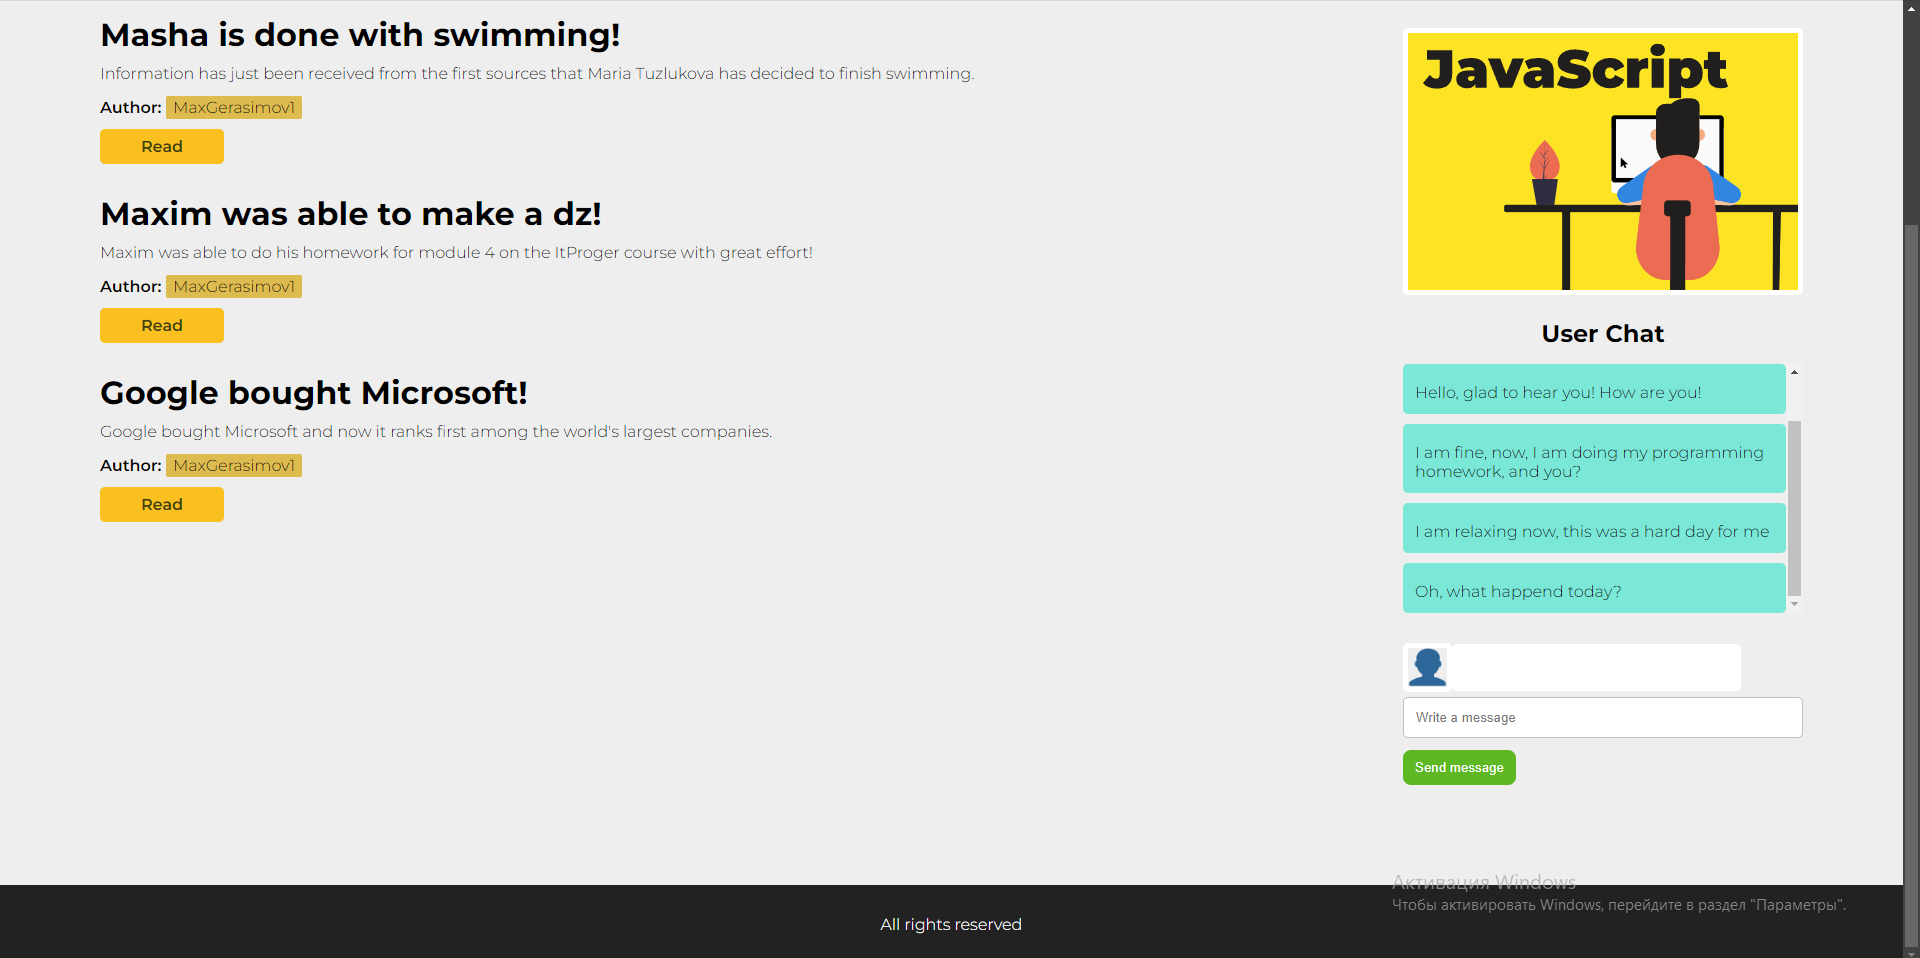 Masha is done with swimming!
Information has just been received from the first sources that Maria Tuzlukova has decided to finish swimming.
Author: MaxGerasimov1
Read
Maxim was able to make a dz!
Maxim was able to do his homework for module 4 on the ItProger course with great effort!
Author: MaxGerasimov1
Read
Google bought Microsoft!
Google bought Microsoft and now it ranks first among the world's largest companies.
Author: MaxGerasimov1
Read
JavaScript
User Chat
Hello, glad to hear you! How are you!
I am fine, now, I am doing my programming
homework, and you?
I am relaxing now, this was a hard day for me
Oh, what happend today?
Write a message
Send message
Активация Windows
Чтобы активировать Windows, перейдите в раздел "Параметры".
All rights reserved